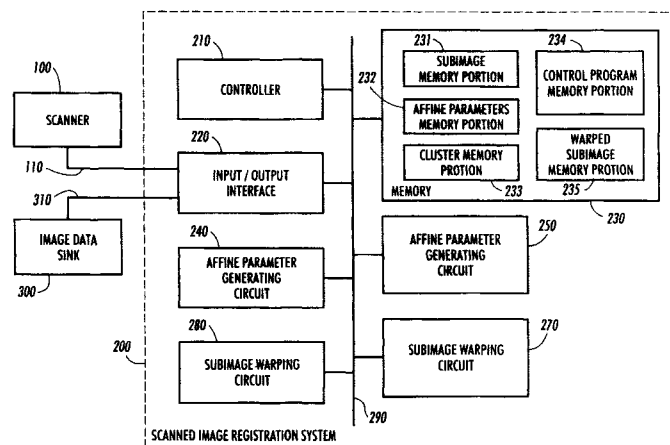 210
231
234
100
SUBIMAGE
MEMORY PORTION
232
CONTROLLER
CONTROL PROGRAM
MEMORY PORTION
SCANNER
220
AFFINE PARAMETERS
MEMORY PORTION
110
INPUT / OUTPUT
INTERFACE
CLUSTER MEMORY
PROTION
WARPED
SUBIMAGE
MEMORY PROTION
310
MEMORY
233
235
230
240
250
IMAGE DATA
SINK
AFFINE PARAMETER
GENERATING
CIRCUIT
AFFINE PARAMETER
GENERATING CIRCUIT
300
280
270
200
SUBIMAGE WARPING
CIRCUIT
SUBIMAGE WARPING
CIRCUIT
290
SCANNED IMAGE REGISTRATION SYSTEM